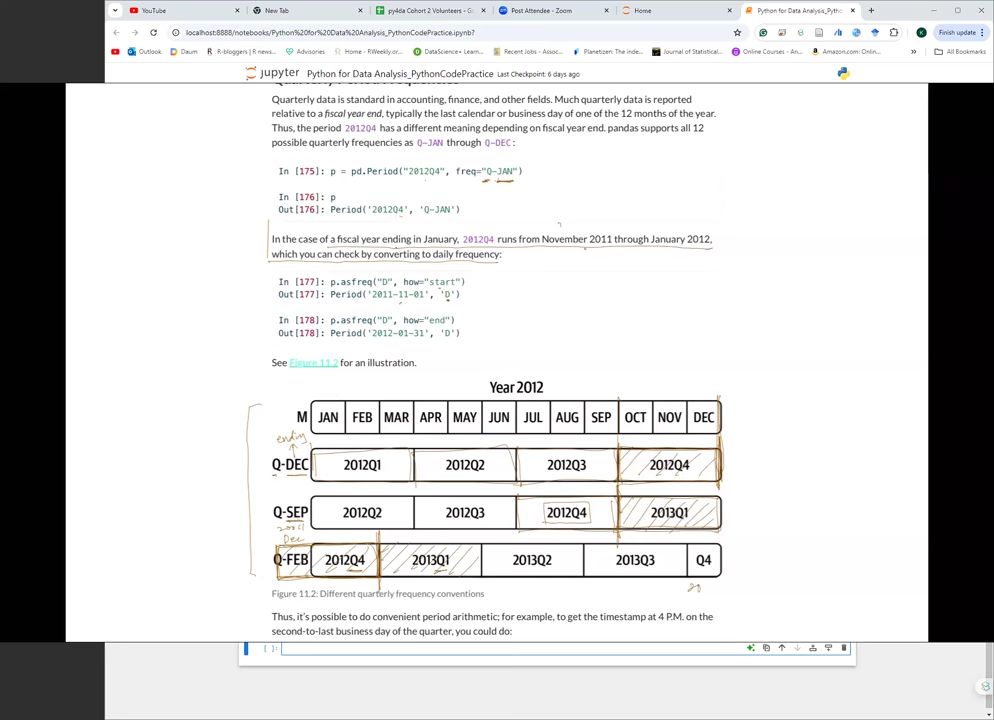 YouTube
New Tab
py4da Cohort 2 Volunteers - G
Post Attendee - Zoom
Home
Python for Data Analysis_Pytho
localhost:8888/notebooks/Python%20for%20Data%20Analysis_PythonCodePractice.ipynb?
Finish update
Outlook
Daum
R-bloggers | R news...
Advisories
Home - RWeekly.or...
DataScience+ Learn...
Recent Jobs - Assoc...
Planetizen: The inde...
Journal of Statistical...
Online Courses - An...
Amazon.com: Onlin...
»
All Bookmarks
jupyter Python for Data Analysis_PythonCodePractice Last Checkpoint: 6 days ago
Quarterly data is standard in accounting, finance, and other fields. Much quarterly data is reported
relative to a fiscal year end, typically the last calendar or business day of one of the 12 months of the year.
Thus, the period 2012Q4 has a different meaning depending on fiscal year end. pandas supports all 12
possible quarterly frequencies as Q-JAN through Q-DEC:
In [175]: p = pd.Period("2012Q4", freq="Q-JAN")
In [176]: p
Out[176]: Period('2012Q4', 'Q-JAN')
In the case of a fiscal year ending in January, 2012Q4 runs from November 2011 through January 2012,
which you can check by converting to daily frequency:
In [177]: p.asfreq("D", how="start")
Out[177]: Period('2011-11-01', 'D')
In [178]: p.asfreq("D", how="end")
Out[178]: Period('2012-01-31', 'D')
See Figure 11.2 for an illustration.
Year 2012
M JAN FEB MAR APR MAY JUN JUL AUG SEP OCT NOV DEC
ending
Q-DEC 2012Q1 2012Q2 2012Q3 2012Q4
Q-SEP 2012Q2 2012Q3 2012Q4 2013Q1
Dec
Q-FEB 2012Q4 2013Q1 2013Q2 2013Q3 Q4
20
Figure 11.2: Different quarterly frequency conventions
Thus, it's possible to do convenient period arithmetic; for example, to get the timestamp at 4 P.M. on the
second-to-last business day of the quarter, you could do:
[ ]: